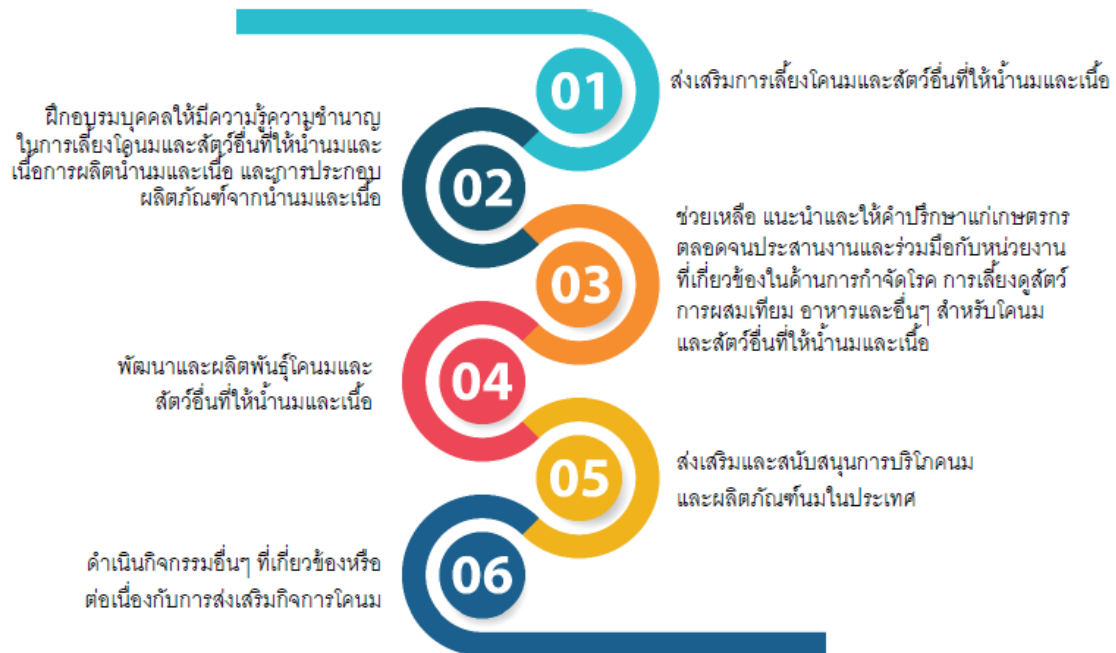 01
ส่งเสริมการเลี้ยงโคนมและสัตว์อื่นที่ให้น้ำนมและเนื้อ
02
ฝึกอบรมบุคคลให้มีความรู้ความชำนาญ
ในการเลี้ยงโคนมและสัตว์อื่นที่ให้น้ำนมและ
เนื้อการผลิตน้ำนมและเนื้อ และการประกอบ
ผลิตภัณฑ์จากน้ำนมและเนื้อ
03
ช่วยเหลือ แนะนำและให้คำปรึกษาแก่เกษตรกร
ตลอดจนประสานงานและร่วมมือกับหน่วยงาน
ที่เกี่ยวข้องในด้านการกำจัดโรค การเลี้ยงดูสัตว์
การผสมเทียม อาหารและอื่นๆ สำหรับโคนม
และสัตว์อื่นที่ให้น้ำนมและเนื้อ
04
พัฒนาและผลิตพันธุ์โคนมและ
สัตว์อื่นที่ให้น้ำนมและเนื้อ
05
ส่งเสริมและสนับสนุนการบริโภคนม
และผลิตภัณฑ์นมในประเทศ
06
ดำเนินกิจกรรมอื่นๆ ที่เกี่ยวข้องหรือ
ต่อเนื่องกับการส่งเสริมกิจการโคนม